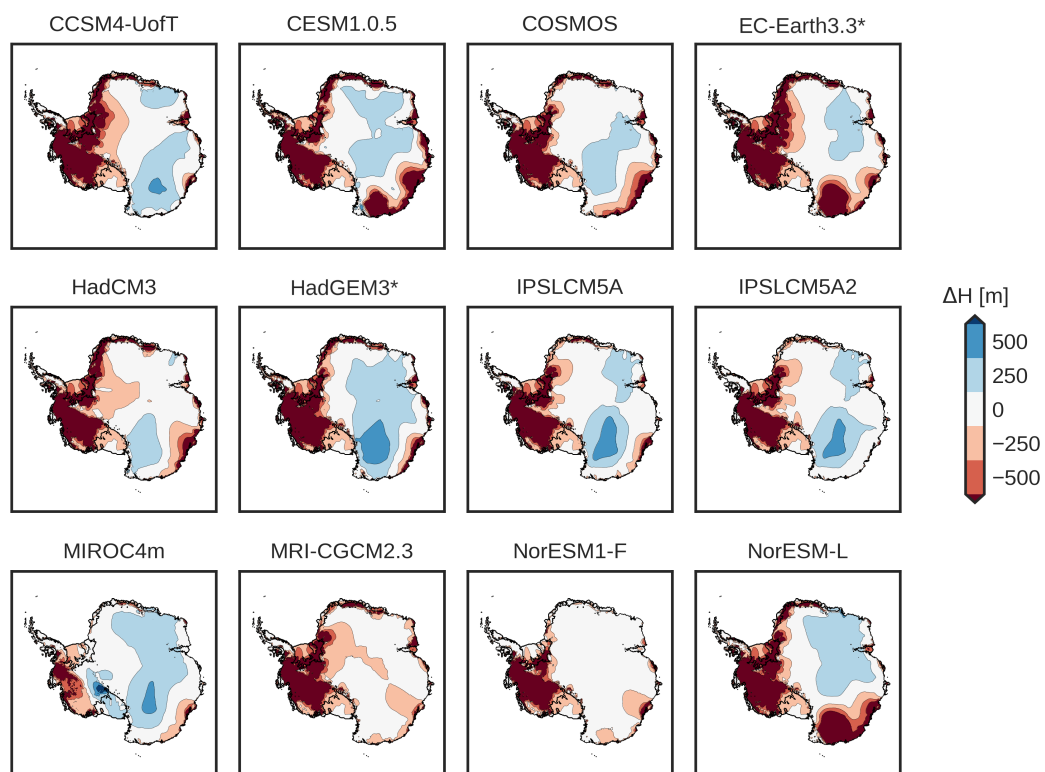 CCSM4-UofT CESM1.0.5 COSMOS EC-Earth3.3*
HadCM3 HadGEM3* IPSLCM5A IPSLCM5A2
ΔH [m]
500
250
0
−250
−500
MIROC4m MRI-CGCM2.3 NorESM1-F NorESM-L